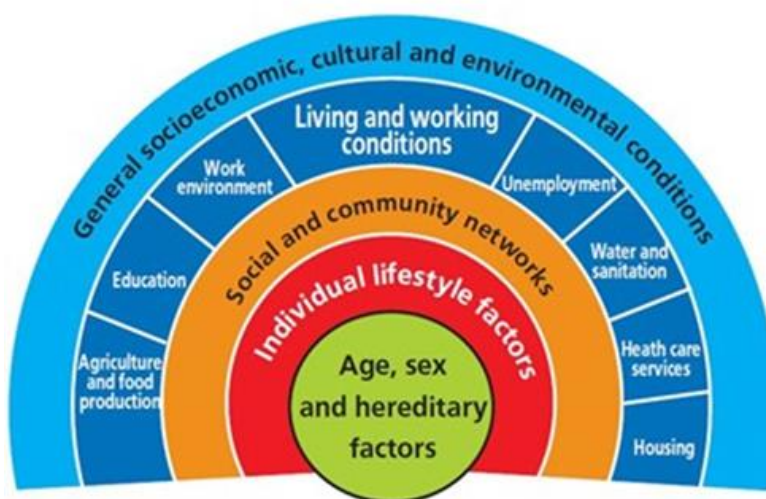 General socioeconomic, cultural and environmental conditions
Living and working
conditions
Work
environment
Unemployment
Education
Water and
sanitation
Agriculture
and food
production
Heath care
services
Housing
Social and community networks
Individual lifestyle factors
Age, sex
and hereditary
factors